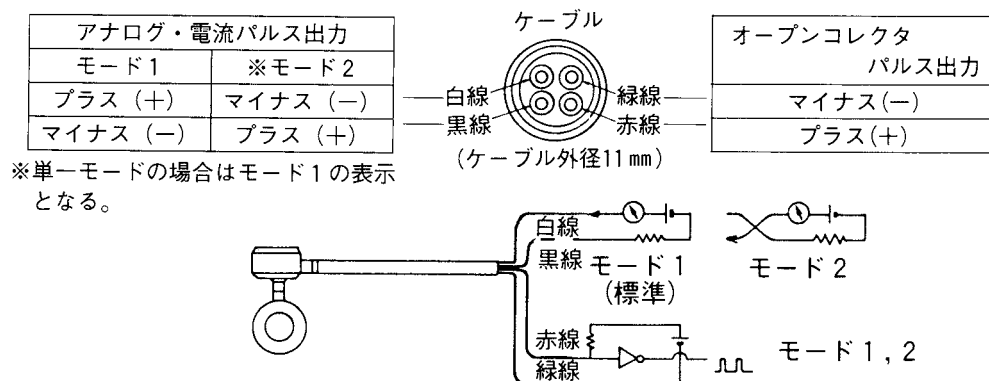 アナログ・電流パルス出力
モード1
※モード2
プラス (+)
マイナス (−)
マイナス (−)
プラス (+)
※単一モードの場合はモード1の表示
となる。
ケーブル
白線
緑線
黒線
赤線
(ケーブル外径11mm)
オープンコレクタ
パルス出力
マイナス(−)
プラス(+)
白線
黒線
モード1
(標準)
モード2
赤線
緑線
モード1, 2